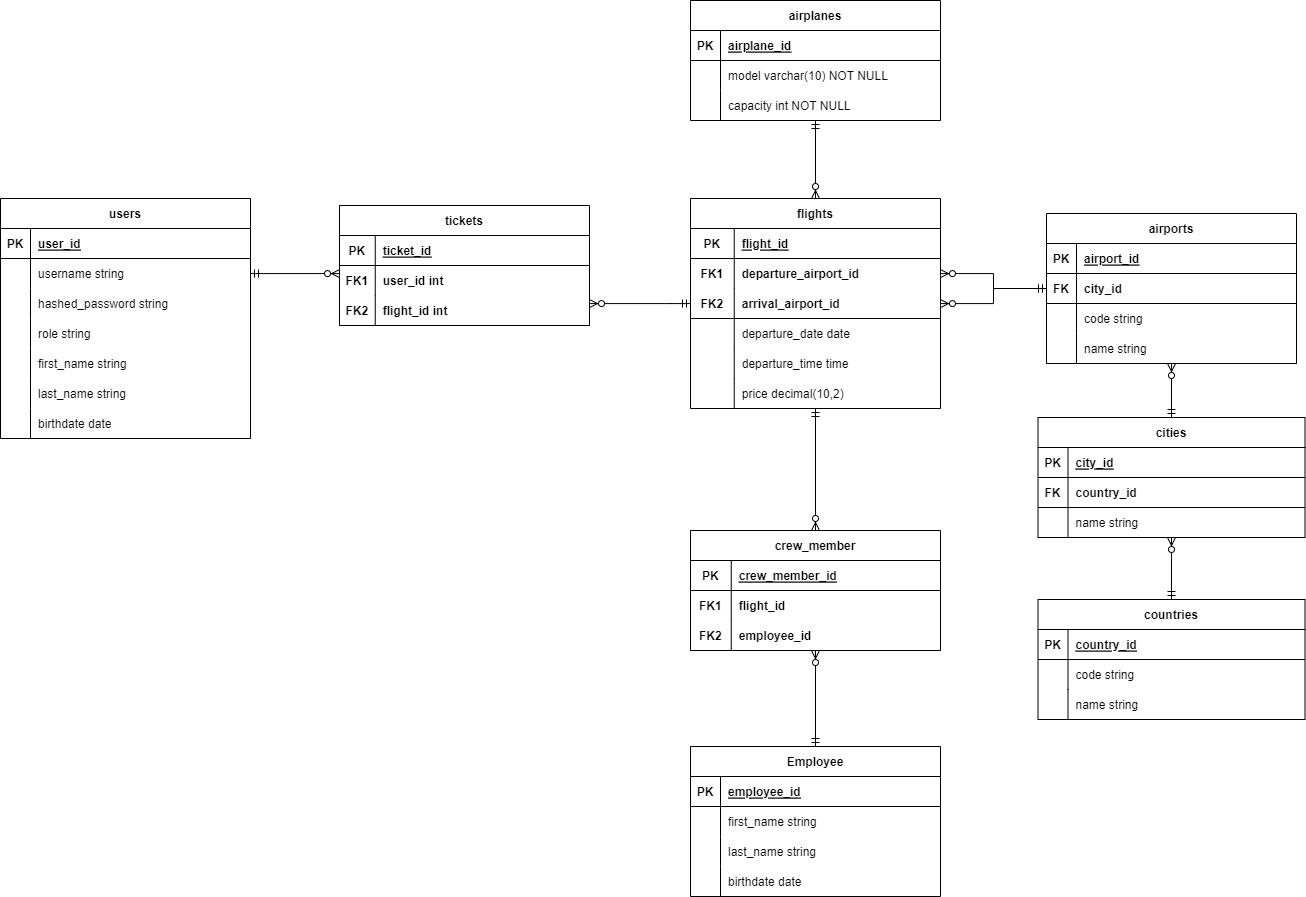 airplanes
PK airplane_id
model varchar(10) NOT NULL
capacity int NOT NULL
users
PK user_id
username string
hashed_password string
role string
first_name string
last_name string
birthdate date
tickets
PK ticket_id
FK1 user_id int
FK2 flight_id int
flights
PK flight_id
FK1 departure_airport_id
FK2 arrival_airport_id
departure_date date
departure_time time
price decimal(10,2)
airports
PK airport_id
FK city_id
code string
name string
cities
PK city_id
FK country_id
name string
crew_member
PK crew_member_id
FK1 flight_id
FK2 employee_id
countries
PK country_id
code string
name string
Employee
PK employee_id
first_name string
last_name string
birthdate date